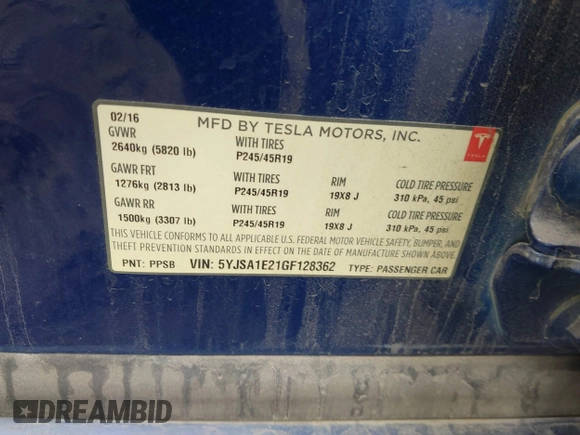 02/16
MFD BY TESLA MOTORS, INC.
GVWR WITH TIRES
2640kg (5820 lb) P245/45R19
TESLA
GAWR FRT WITH TIRES RIM COLD TIRE PRESSURE
1276kg (2813 lb) P245/45R19 19X8 J 310 kPa, 45 psi
GAWR RR WITH TIRES RIM COLD TIRE PRESSURE
1500kg (3307 lb) P245/45R19 19X8 J 310 kPa, 45 psi
THIS VEHICLE CONFORMS TO ALL APPLICABLE U.S. FEDERAL MOTOR VEHICLE SAFETY, BUMPER, AND
THEFT PREVENTION STANDARDS IN EFFECT ON THE DATE OF MANUFACTURE SHOWN ABOVE.
PNT: PPSB VIN: 5YJSA1E21GF128362 TYPE: PASSENGER CAR
DREAMBID